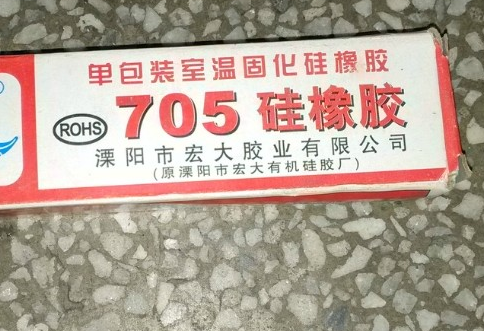 单包装室温固化硅橡胶
ROHS 705 硅橡胶
溧阳市宏大胶业有限公司
(原溧阳市宏大有机硅胶厂)